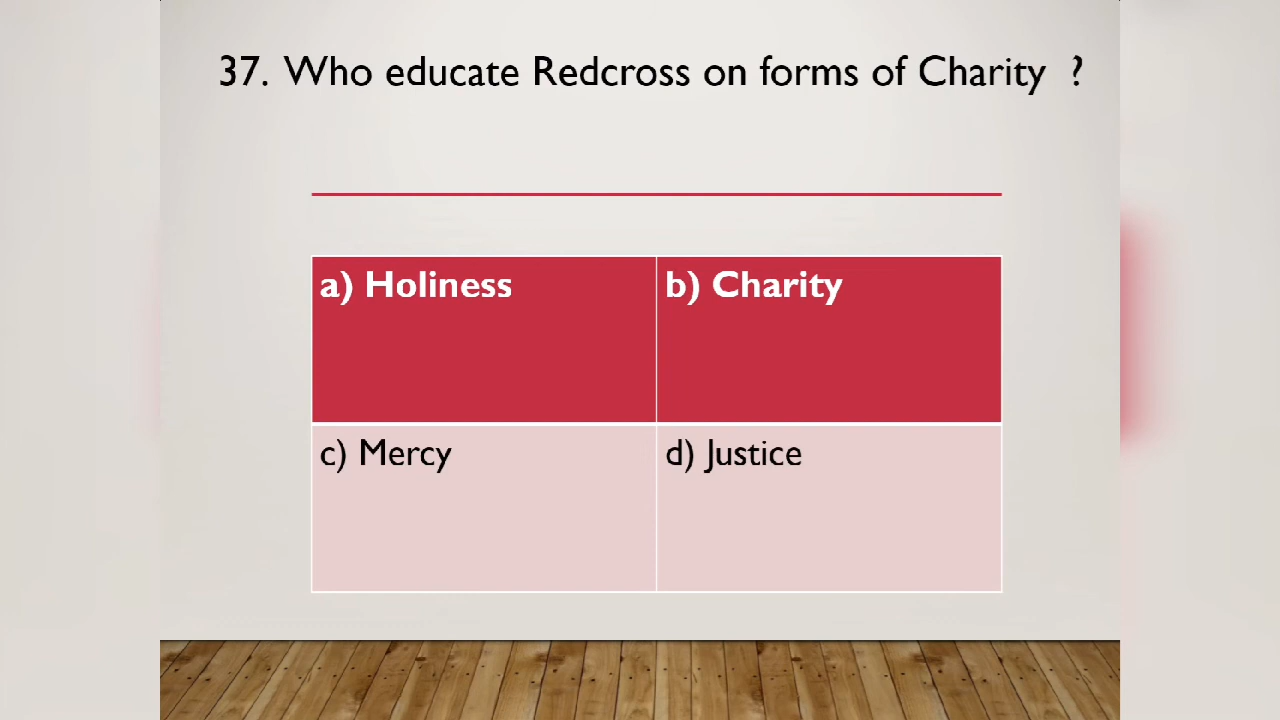 37. Who educate Redcross on forms of Charity ?
a) Holiness
b) Charity
c) Mercy
d) Justice